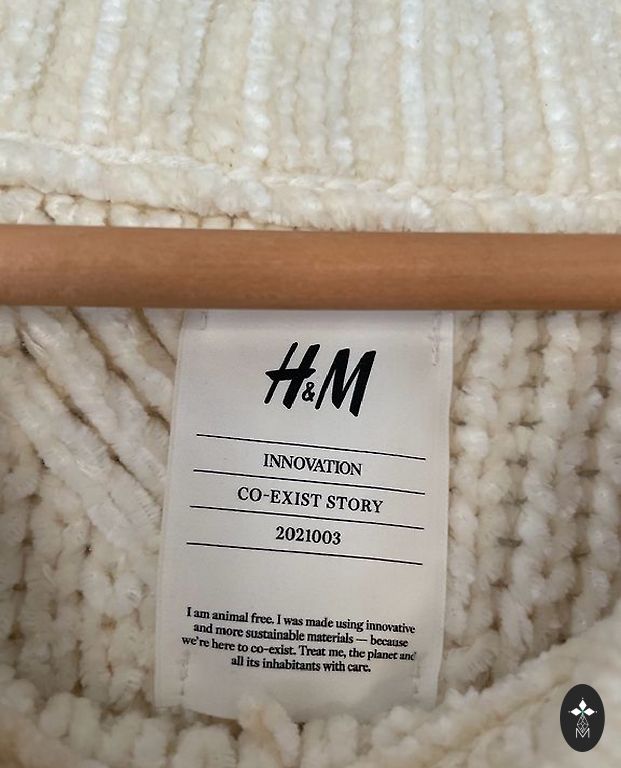 H&M
INNOVATION
CO-EXIST STORY
2021003
I am animal free. I was made using innovative
and more sustainable materials — because
we're here to co-exist. Treat me, the planet and
all its inhabitants with care.
M